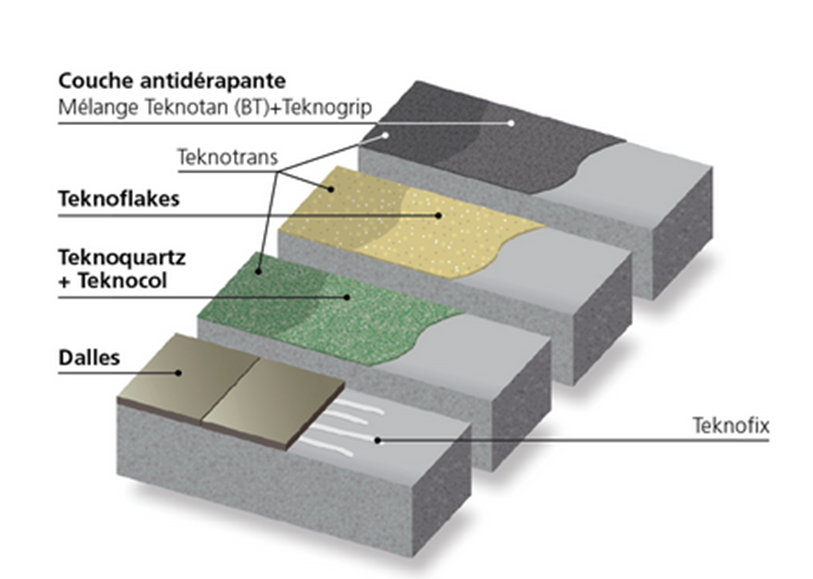 Couche antidérapante
Mélange Teknotan (BT)+Teknogrip
Teknotrans
Teknoflakes
Teknoquartz
+ Teknocol
Dalles
Teknofix